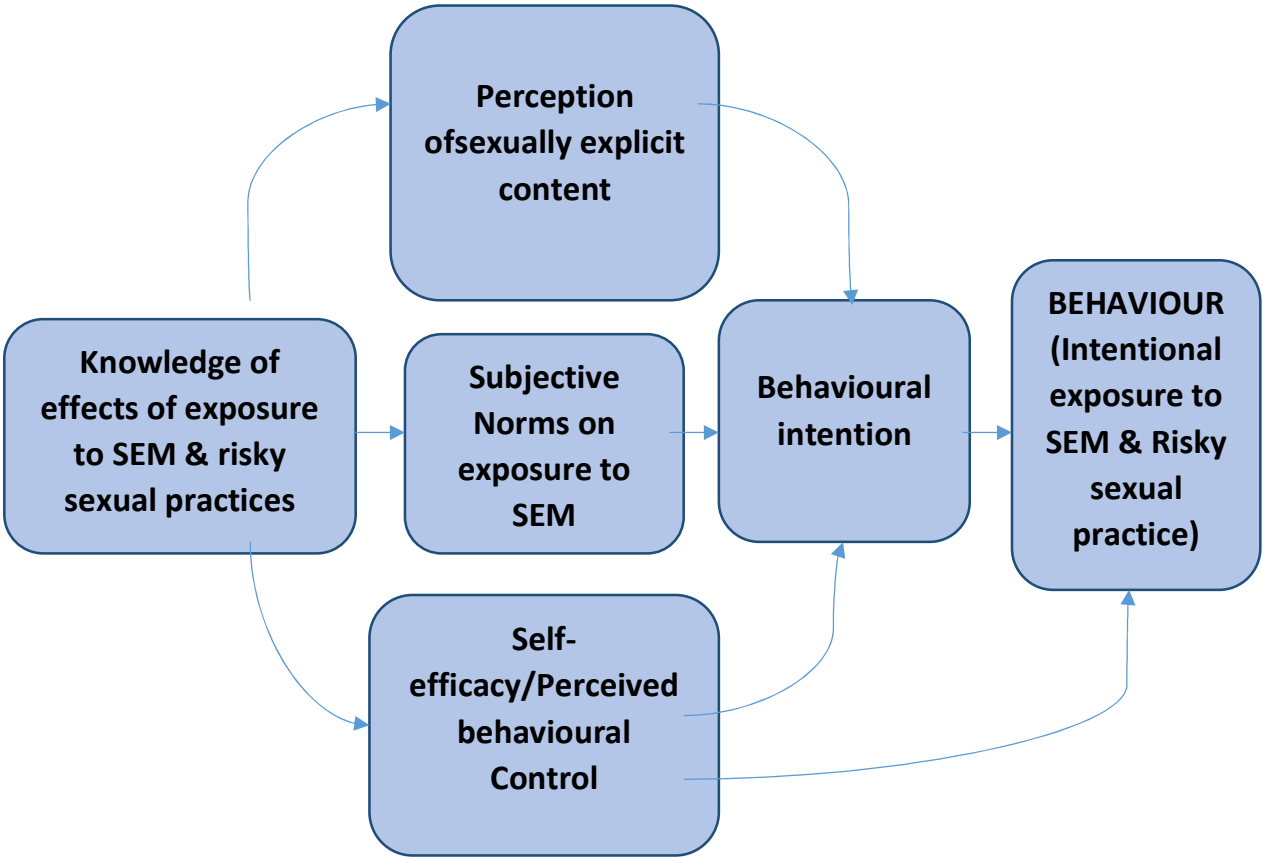 Perception
ofsexually explicit
content
Knowledge of
effects of exposure
to SEM & risky
sexual practices
Subjective
Norms on
exposure to
SEM
Behavioural
intention
BEHAVIOUR
(Intentional
exposure to
SEM & Risky
sexual
practice)
Self-
efficacy/Perceived
behavioural
Control